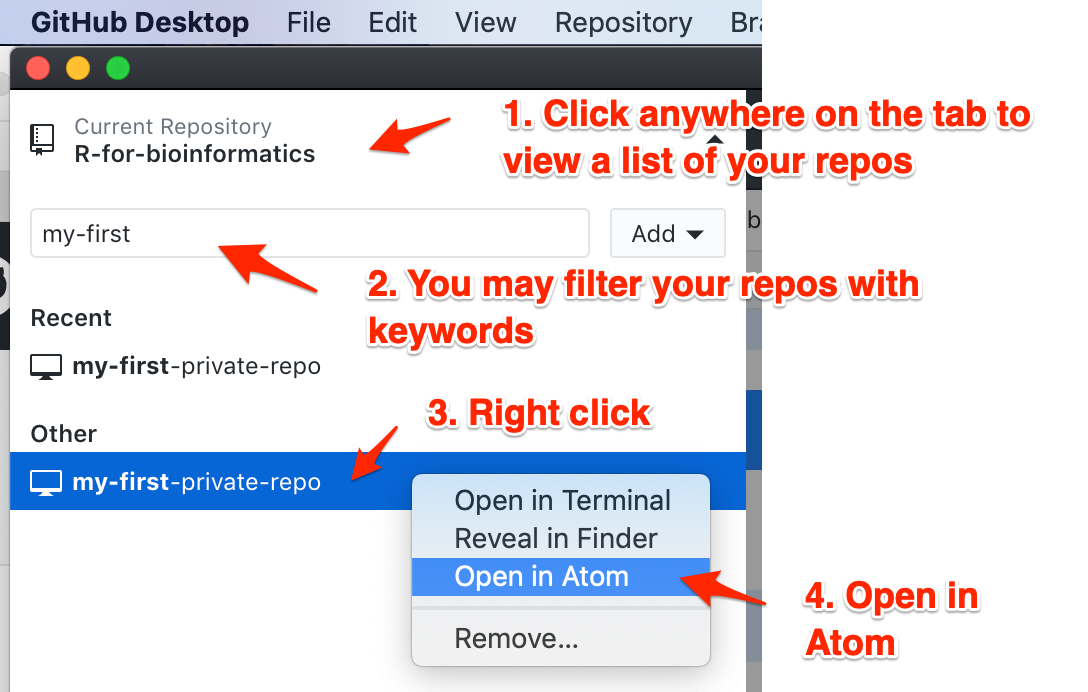 GitHub Desktop File Edit View Repository Bra
Current Repository
R-for-bioinformatics
1. Click anywhere on the tab to
view a list of your repos
my-first
Add
b
2. You may filter your repos with
keywords
Recent
my-first-private-repo
3. Right click
Other
my-first-private-repo
Open in Terminal
Reveal in Finder
Open in Atom
4. Open in
Atom
Remove...